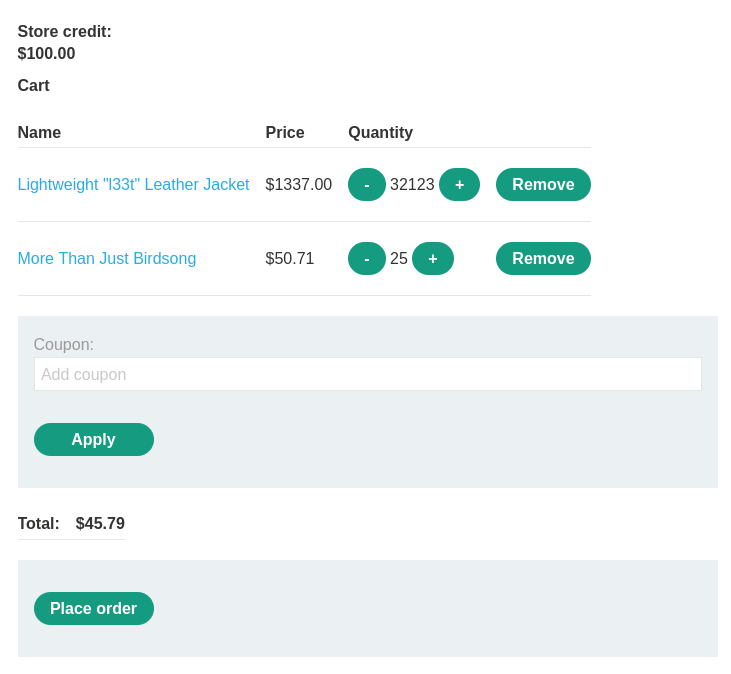 Store credit:
$100.00
Cart
Name Price Quantity
Lightweight "l33t" Leather Jacket $1337.00 - 32123 + Remove
More Than Just Birdsong $50.71 - 25 + Remove
Coupon:
Add coupon
Apply
Total: $45.79
Place order